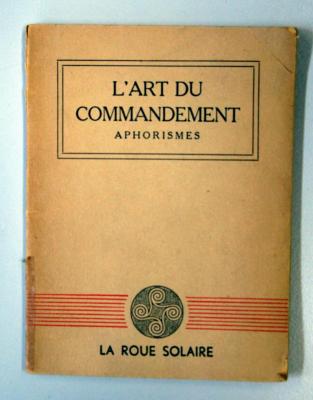 L'ART DU
COMMANDEMENT
APHORISMES
LA ROUE SOLAIRE